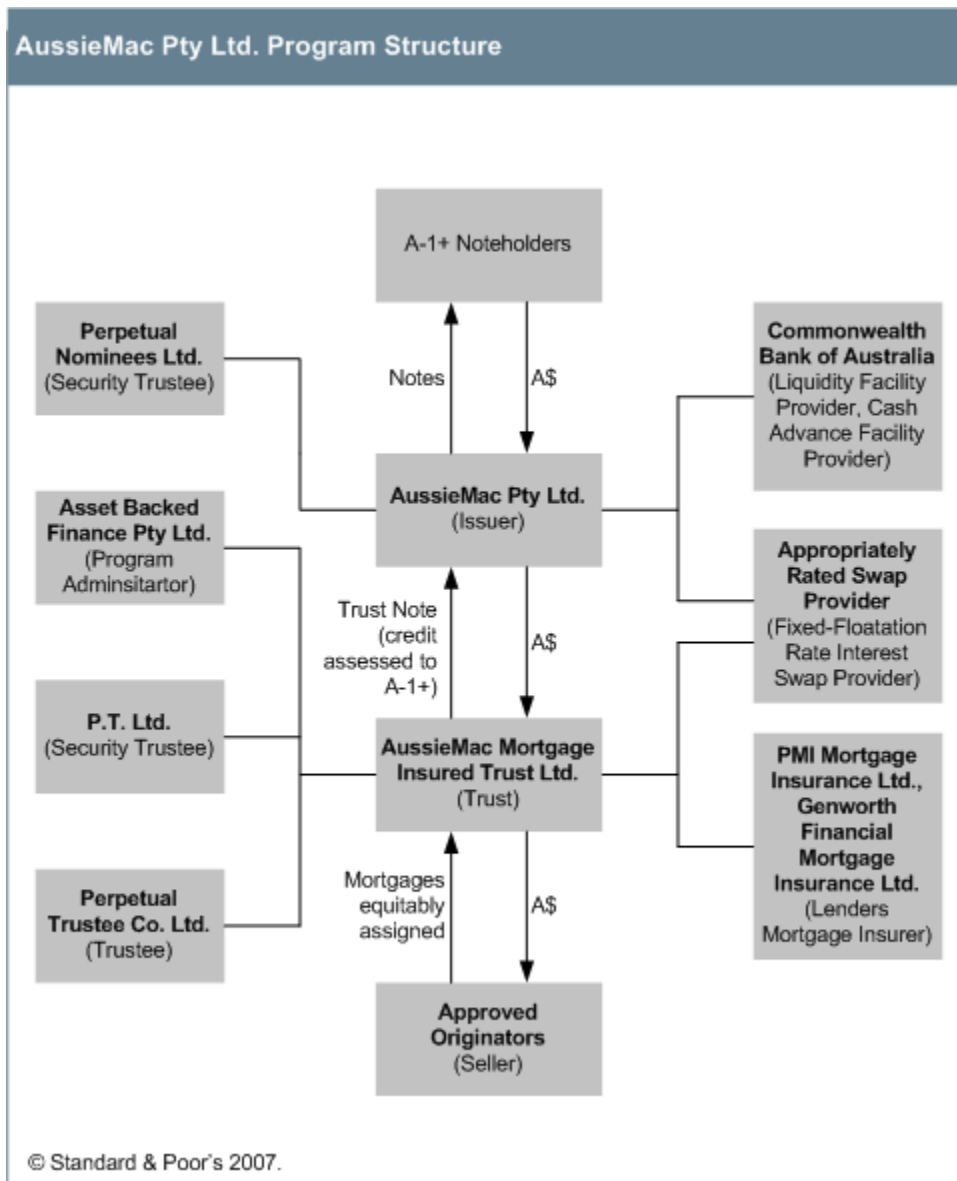 AussieMac Pty Ltd. Program Structure
A-1+ Noteholders
Perpetual
Nominees Ltd.
(Security Trustee)
Commonwealth
Bank of Australia
(Liquidity Facility
Provider, Cash
Advance Facility
Provider)
Notes
A$
AussieMac Pty Ltd.
(Issuer)
Asset Backed
Finance Pty Ltd.
(Program
Adminsitartor)
Appropriately
Rated Swap
Provider
(Fixed-Floatation
Rate Interest
Swap Provider)
Trust Note
(credit
assessed to
A-1+)
A$
P.T. Ltd.
(Security Trustee)
AussieMac Mortgage
Insured Trust Ltd.
(Trust)
PMI Mortgage
Insurance Ltd.,
Genworth
Financial
Mortgage
Insurance Ltd.
(Lenders
Mortgage Insurer)
Perpetual
Trustee Co. Ltd.
(Trustee)
Mortgages
equitably
assigned
A$
Approved
Originators
(Seller)
© Standard & Poor's 2007.